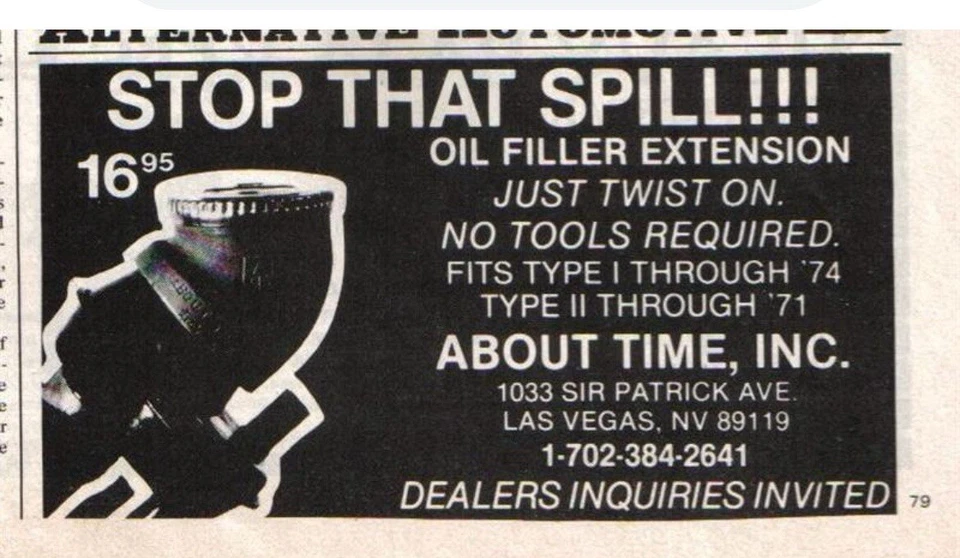 ALTERNATIVE AUTOMOTIVE
STOP THAT SPILL!!!
16⁹⁵
OIL FILLER EXTENSION
JUST TWIST ON.
NO TOOLS REQUIRED.
FITS TYPE I THROUGH '74
TYPE II THROUGH '71
ABOUT TIME, INC.
1033 SIR PATRICK AVE.
LAS VEGAS, NV 89119
1-702-384-2641
DEALERS INQUIRIES INVITED
79